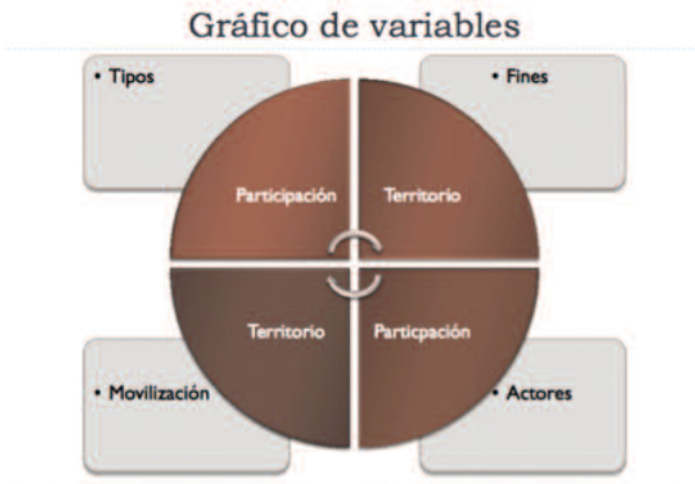 Gráfico de variables
• Tipos
• Fines
Participación
Territorio
Territorio
Particpación
• Movilización
• Actores